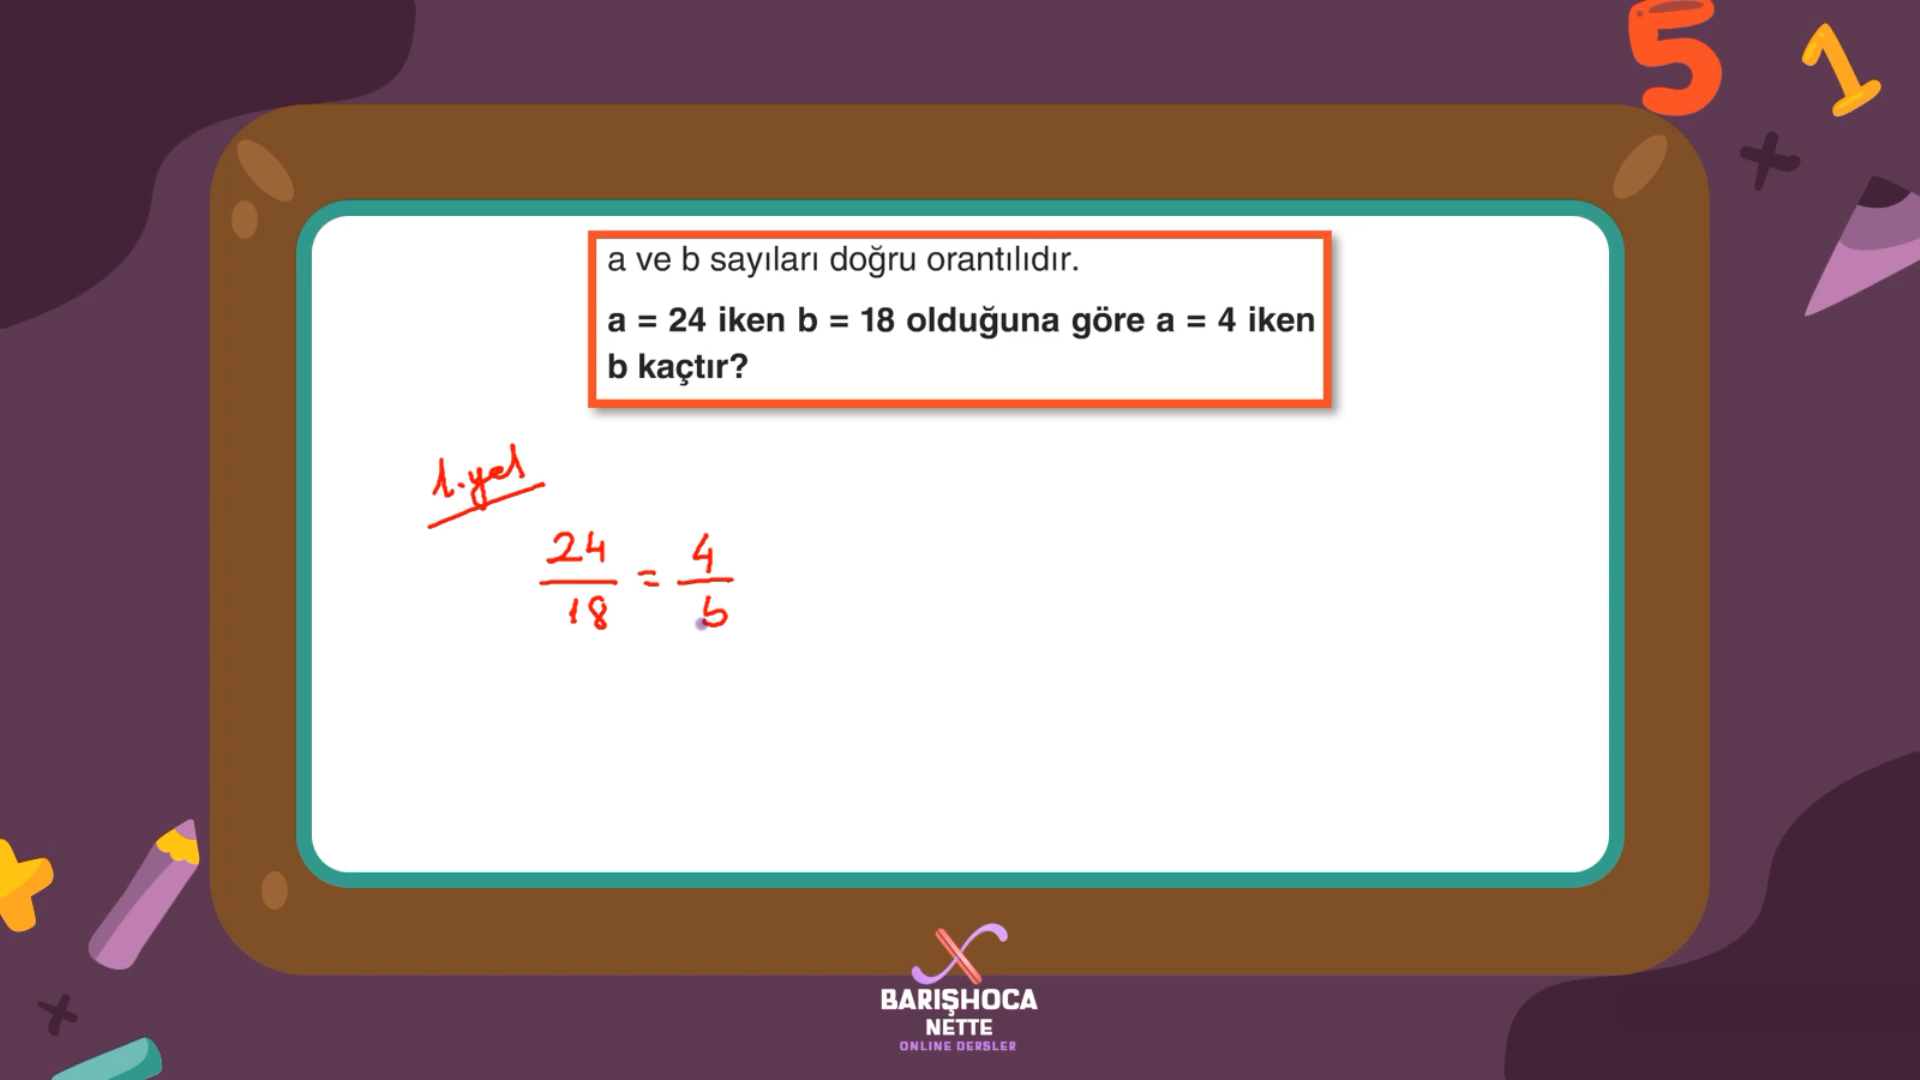 5 1
a ve b sayıları doğru orantılıdır.
a = 24 iken b = 18 olduğuna göre a = 4 iken
b kaçtır?
1.yol
24/18 = 4/b
BARIŞHOCA
NETTE
ONLINE DERSLER